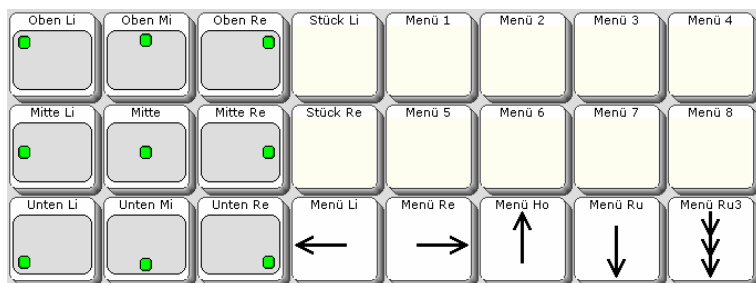 Oben Li Oben Mi Oben Re Stück Li Menü 1 Menü 2 Menü 3 Menü 4
Mitte Li Mitte Mitte Re Stück Re Menü 5 Menü 6 Menü 7 Menü 8
Unten Li Unten Mi Unten Re Menü Li Menü Re Menü Ho Menü Ru Menü Ru3